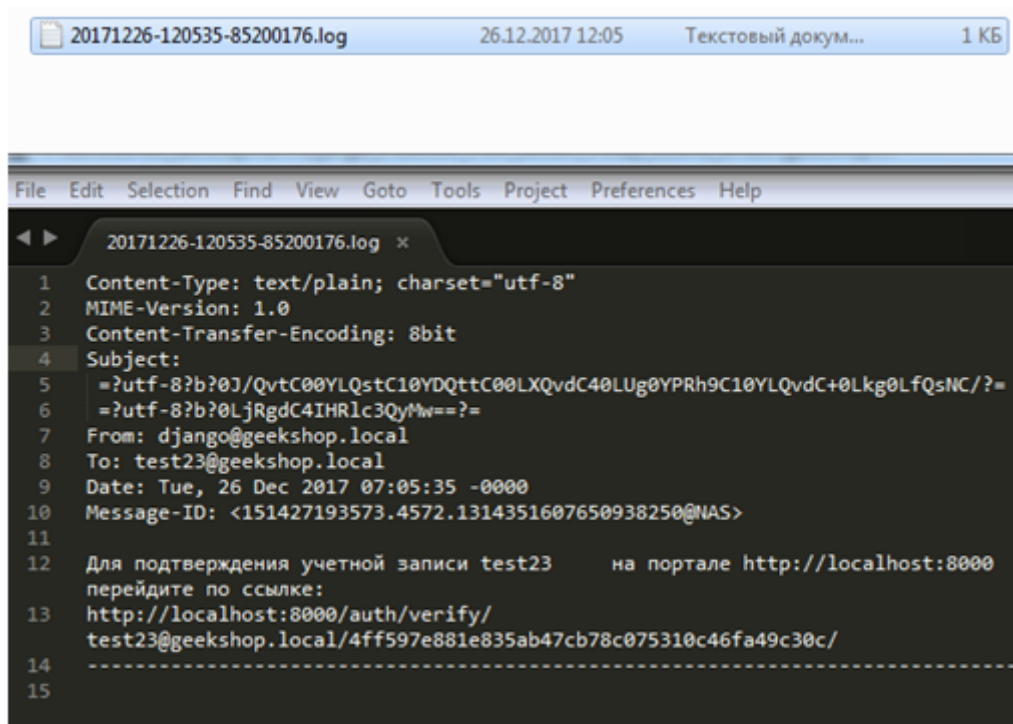 20171226-120535-85200176.log 26.12.2017 12:05 Текстовый докум... 1 КБ
File Edit Selection Find View Goto Tools Project Preferences Help
20171226-120535-85200176.log ×
1 Content-Type: text/plain; charset="utf-8"
2 MIME-Version: 1.0
3 Content-Transfer-Encoding: 8bit
4 Subject:
5 =?utf-8?b?0J/QvtC00YLQstC10YDQttC00LXQvdC40LUg0YPRh9C10YLQvdC+0Lkg0LfQsNC/?=
6 =?utf-8?b?0LjRgdC4IHRlc3QyMw==?=
7 From: django@geekshop.local
8 To: test23@geekshop.local
9 Date: Tue, 26 Dec 2017 07:05:35 -0000
10 Message-ID: <151427193573.4572.1314351607650938250@NAS>
11
12 Для подтверждения учетной записи test23 на портале http://localhost:8000
перейдите по ссылке:
13 http://localhost:8000/auth/verify/
test23@geekshop.local/4ff597e881e835ab47cb78c075310c46fa49c30c/
14 --------------------------------------------------------------------------------
15